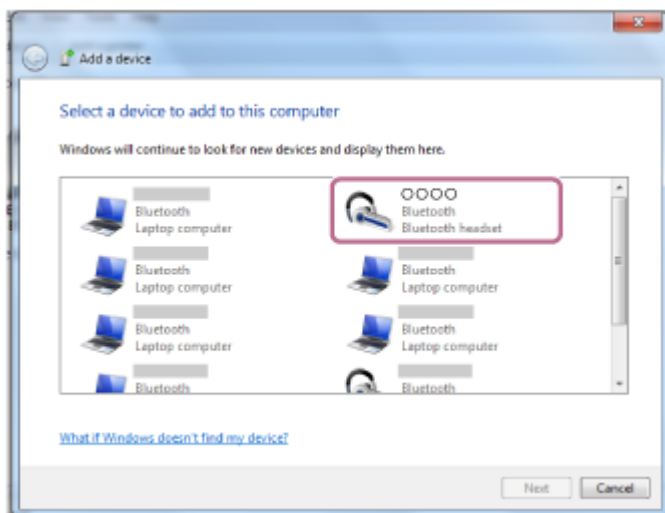 Add a device
Select a device to add to this computer
Windows will continue to look for new devices and display them here.
Bluetooth
Laptop computer
OOOO
Bluetooth
Bluetooth headset
Bluetooth
Laptop computer
Bluetooth
Laptop computer
Bluetooth
Laptop computer
Bluetooth
Laptop computer
Bluetooth
Bluetooth
What if Windows doesn't find my device?
Next
Cancel